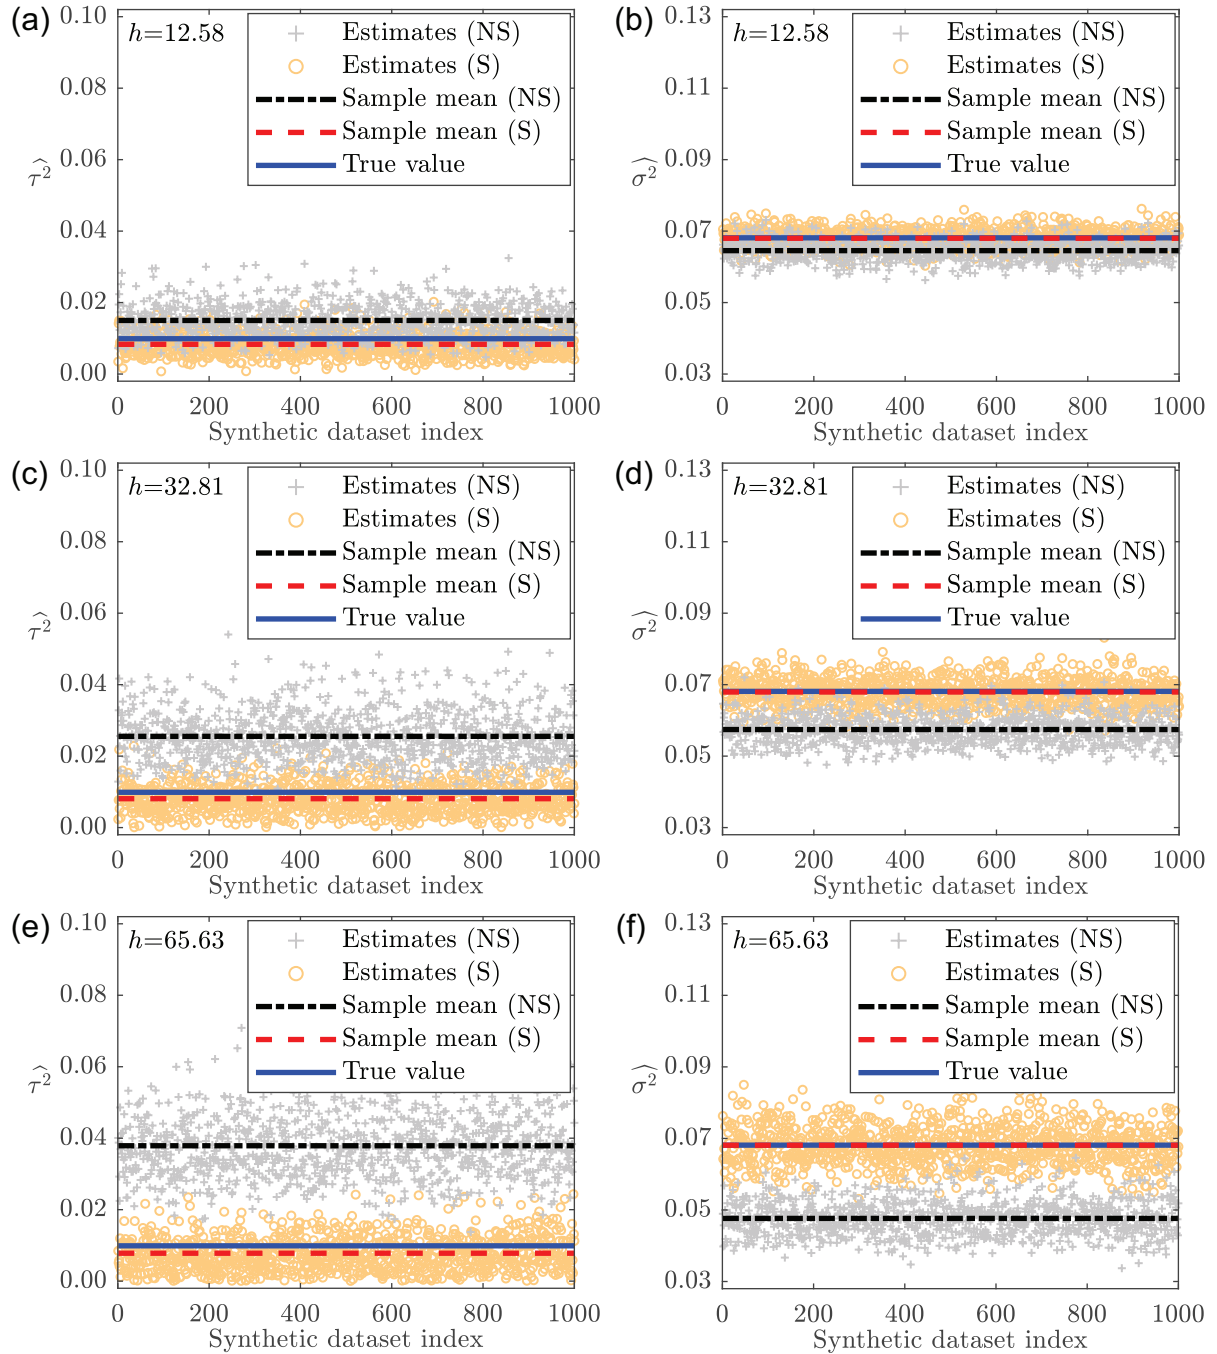 (a)
h=12.58
Estimates (NS)
Estimates (S)
Sample mean (NS)
Sample mean (S)
True value
0.10
0.08
0.06
0.04
0.02
0.00
τ̂²
0 200 400 600 800 1000
Synthetic dataset index
(b)
h=12.58
Estimates (NS)
Estimates (S)
Sample mean (NS)
Sample mean (S)
True value
0.13
0.11
0.09
0.07
0.05
0.03
σ̂²
0 200 400 600 800 1000
Synthetic dataset index
(c)
h=32.81
Estimates (NS)
Estimates (S)
Sample mean (NS)
Sample mean (S)
True value
0.10
0.08
0.06
0.04
0.02
0.00
τ̂²
0 200 400 600 800 1000
Synthetic dataset index
(d)
h=32.81
Estimates (NS)
Estimates (S)
Sample mean (NS)
Sample mean (S)
True value
0.13
0.11
0.09
0.07
0.05
0.03
σ̂²
0 200 400 600 800 1000
Synthetic dataset index
(e)
h=65.63
Estimates (NS)
Estimates (S)
Sample mean (NS)
Sample mean (S)
True value
0.10
0.08
0.06
0.04
0.02
0.00
τ̂²
0 200 400 600 800 1000
Synthetic dataset index
(f)
h=65.63
Estimates (NS)
Estimates (S)
Sample mean (NS)
Sample mean (S)
True value
0.13
0.11
0.09
0.07
0.05
0.03
σ̂²
0 200 400 600 800 1000
Synthetic dataset index